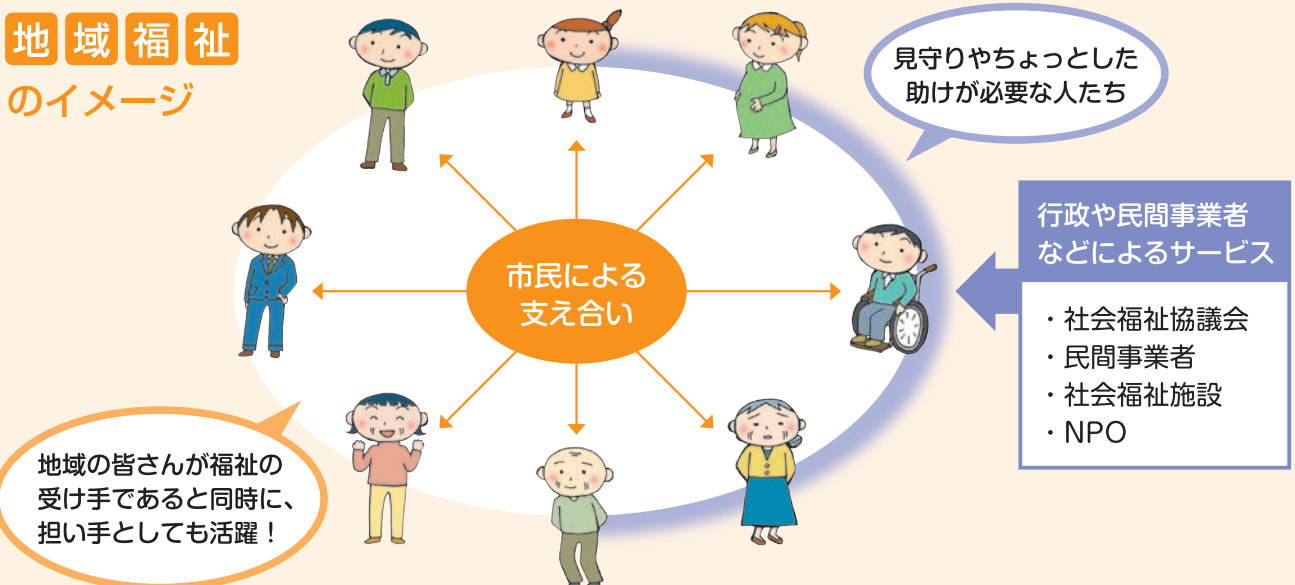 地域福祉
のイメージ
見守りやちょっとした
助けが必要な人たち
行政や民間事業者
などによるサービス
・社会福祉協議会
・民間事業者
・社会福祉施設
・NPO
市民による
支え合い
地域の皆さんが福祉の
受け手であると同時に、
担い手としても活躍！